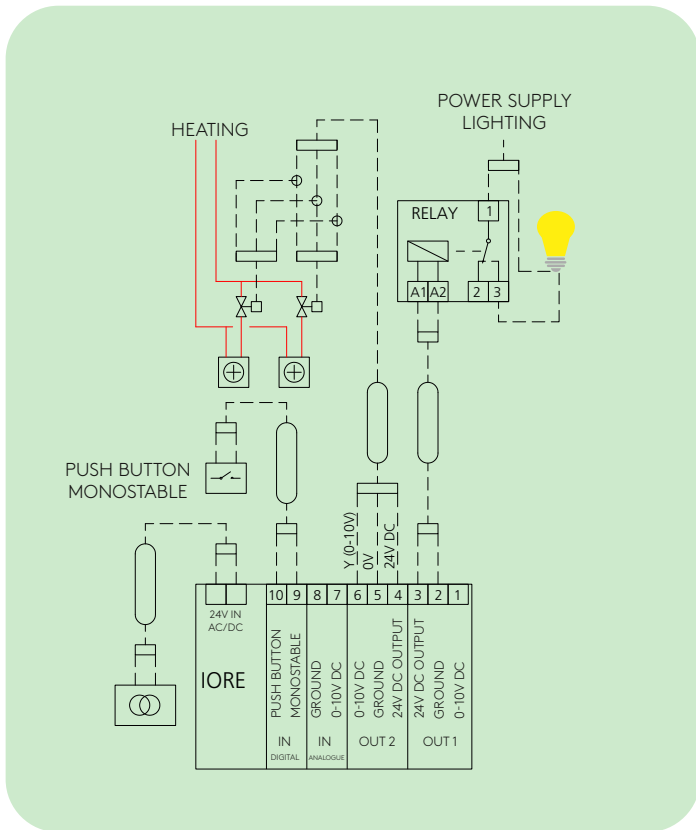 POWER SUPPLY
LIGHTING
HEATING
RELAY
1
A1
A2
2
3
PUSH BUTTON
MONOSTABLE
Y (0-10V)
0V
24V DC
10
9
8
7
6
5
4
3
2
1
24V IN
AC/DC
IORE
PUSH BUTTON
MONOSTABLE
GROUND
0-10V DC
0-10V DC
GROUND
24V DC OUTPUT
24V DC OUTPUT
GROUND
0-10V DC
IN
DIGITAL
IN
ANALOGUE
OUT 2
OUT 1